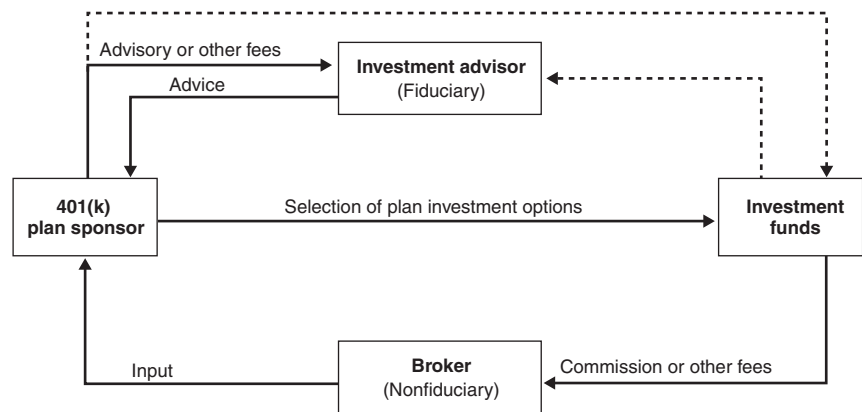 Advisory or other fees
Investment advisor
(Fiduciary)
Advice
401(k)
plan sponsor
Selection of plan investment options
Investment
funds
Input
Broker
(Nonfiduciary)
Commission or other fees